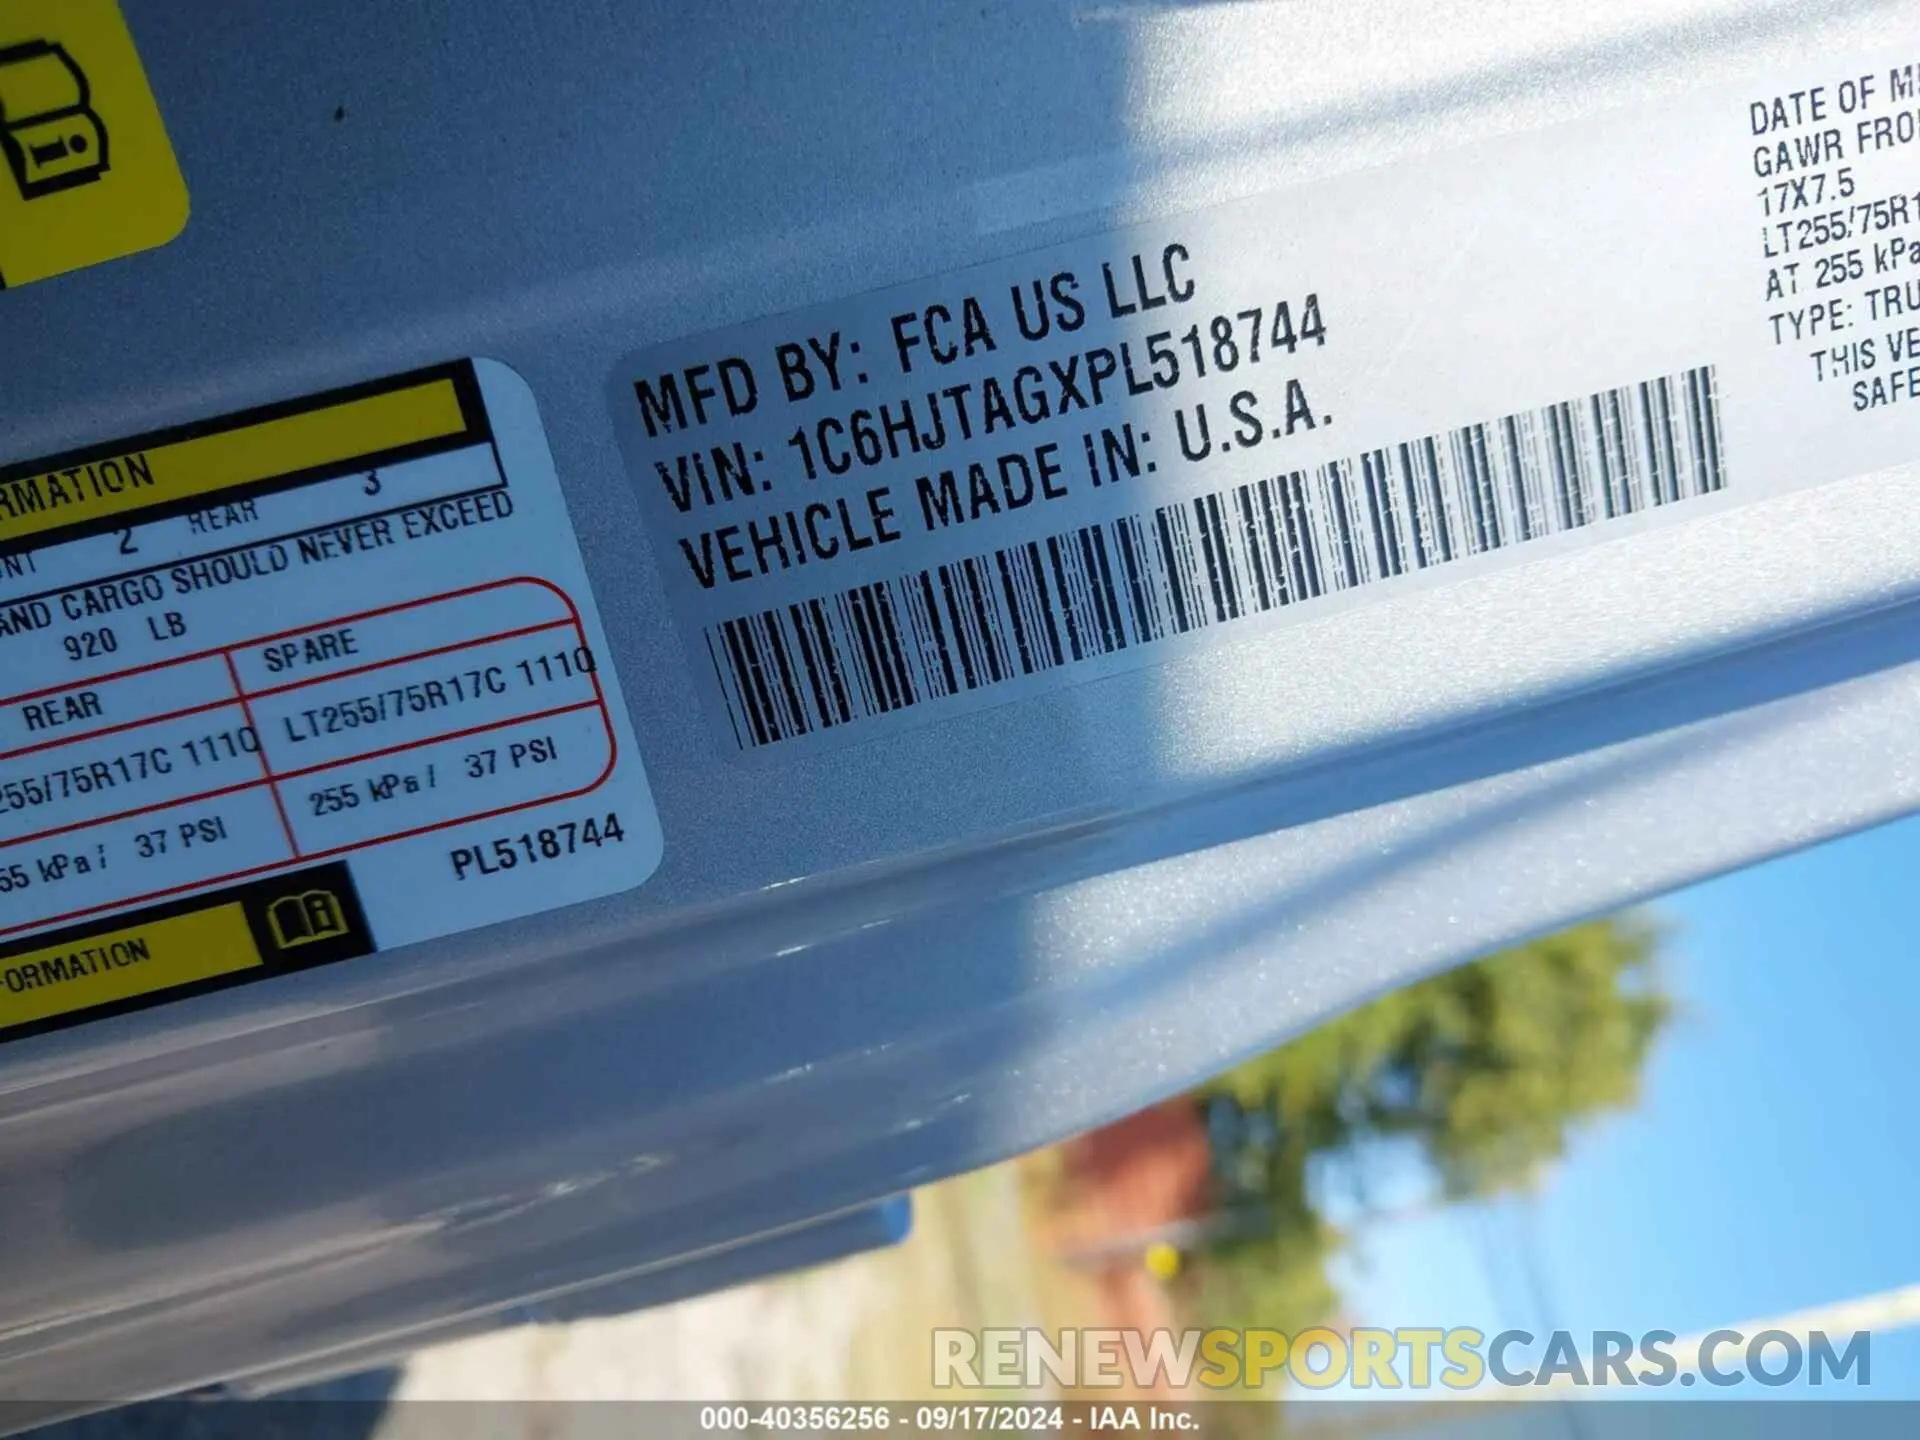 RMATION
2 REAR 3
AND CARGO SHOULD NEVER EXCEED
920 LB
REAR SPARE
255/75R17C 111Q LT255/75R17C 111Q
55 kPa / 37 PSI 255 kPa / 37 PSI
PL518744
FORMATION
MFD BY: FCA US LLC
VIN: 1C6HJTAGXPL518744
VEHICLE MADE IN: U.S.A.
DATE OF M
GAWR FRO
17X7.5
LT255/75R1
AT 255 kPa
TYPE: TRU
THIS VE
SAFE
RENEWSPORTSCARS.COM
000-40356256 - 09/17/2024 - IAA Inc.